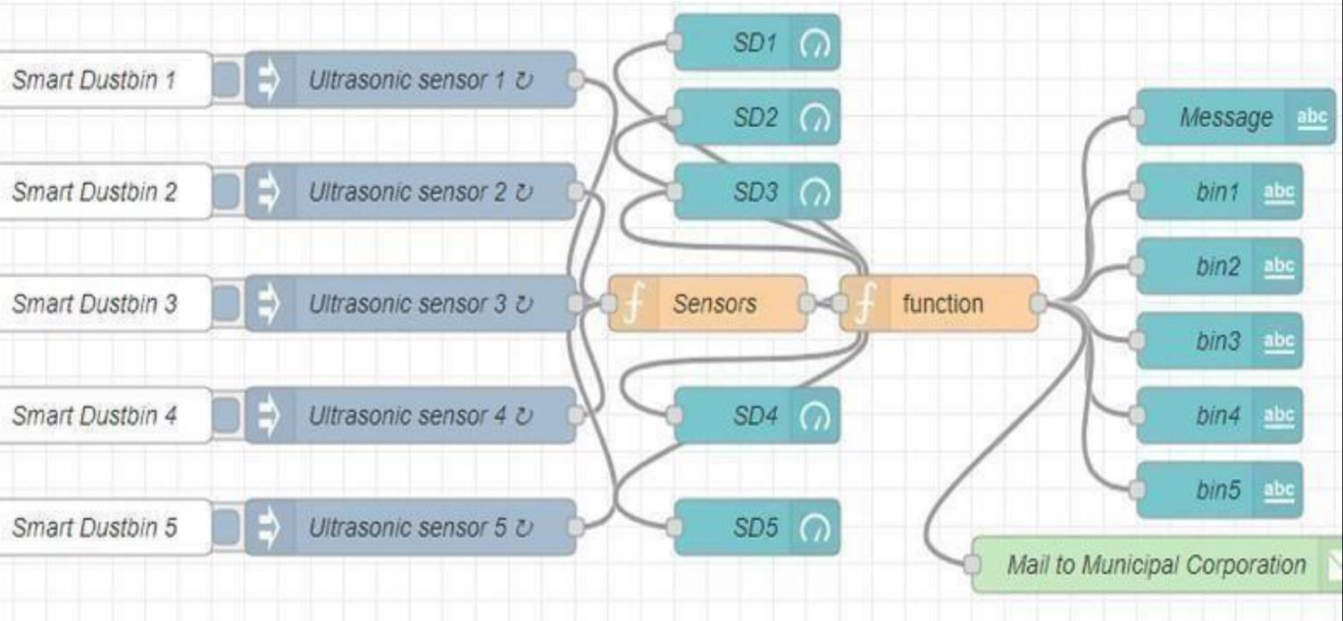 Smart Dustbin 1
Ultrasonic sensor 1 ↻
Smart Dustbin 2
Ultrasonic sensor 2 ↻
Smart Dustbin 3
Ultrasonic sensor 3 ↻
Smart Dustbin 4
Ultrasonic sensor 4 ↻
Smart Dustbin 5
Ultrasonic sensor 5 ↻
SD1
SD2
SD3
f Sensors
SD4
SD5
f function
Message abc
bin1 abc
bin2 abc
bin3 abc
bin4 abc
bin5 abc
Mail to Municipal Corporation